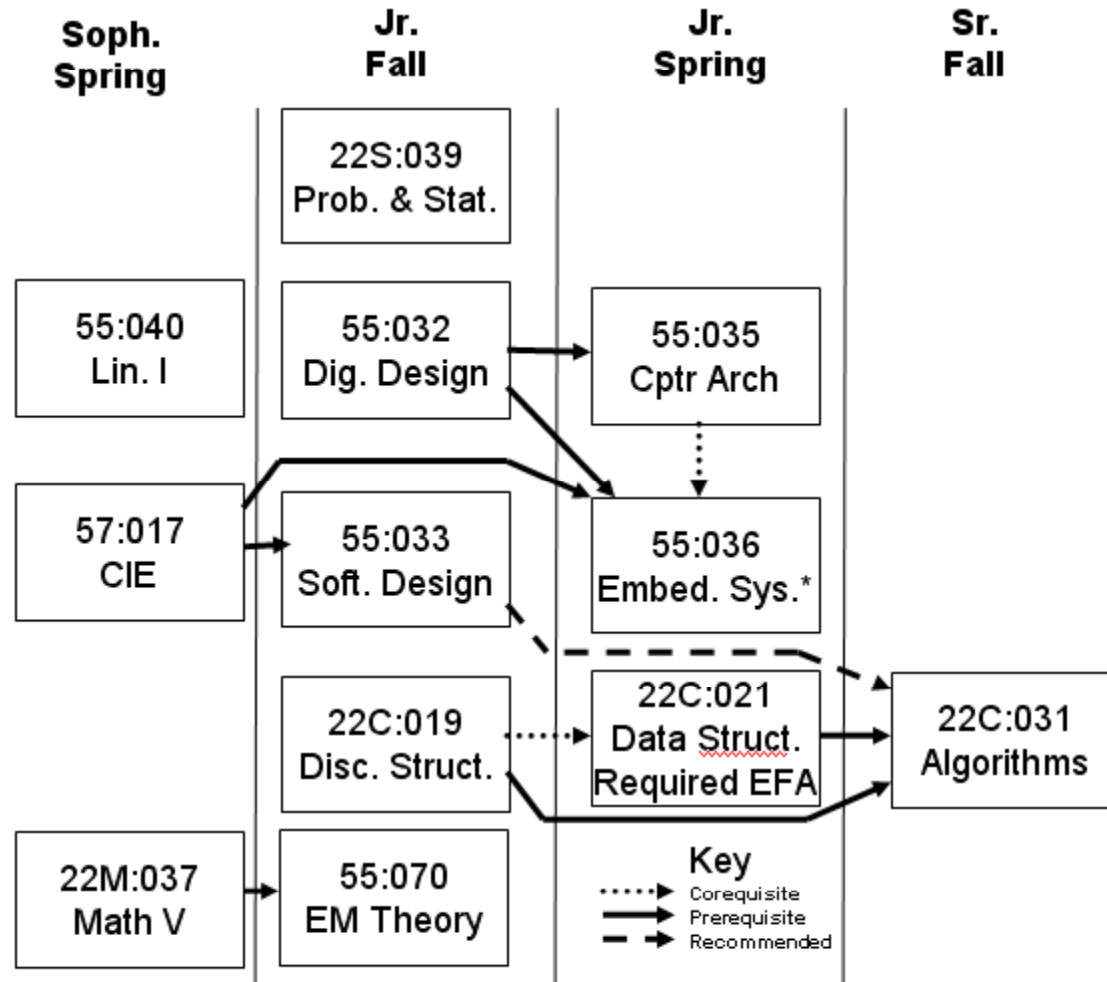 Soph.
Spring
Jr.
Fall
Jr.
Spring
Sr.
Fall
22S:039
Prob. & Stat.
55:040
Lin. I
55:032
Dig. Design
55:035
Cptr Arch
57:017
CIE
55:033
Soft. Design
55:036
Embed. Sys.*
22C:019
Disc. Struct.
22C:021
Data Struct.
Required EFA
22C:031
Algorithms
22M:037
Math V
55:070
EM Theory
Key
Corequisite
Prerequisite
Recommended